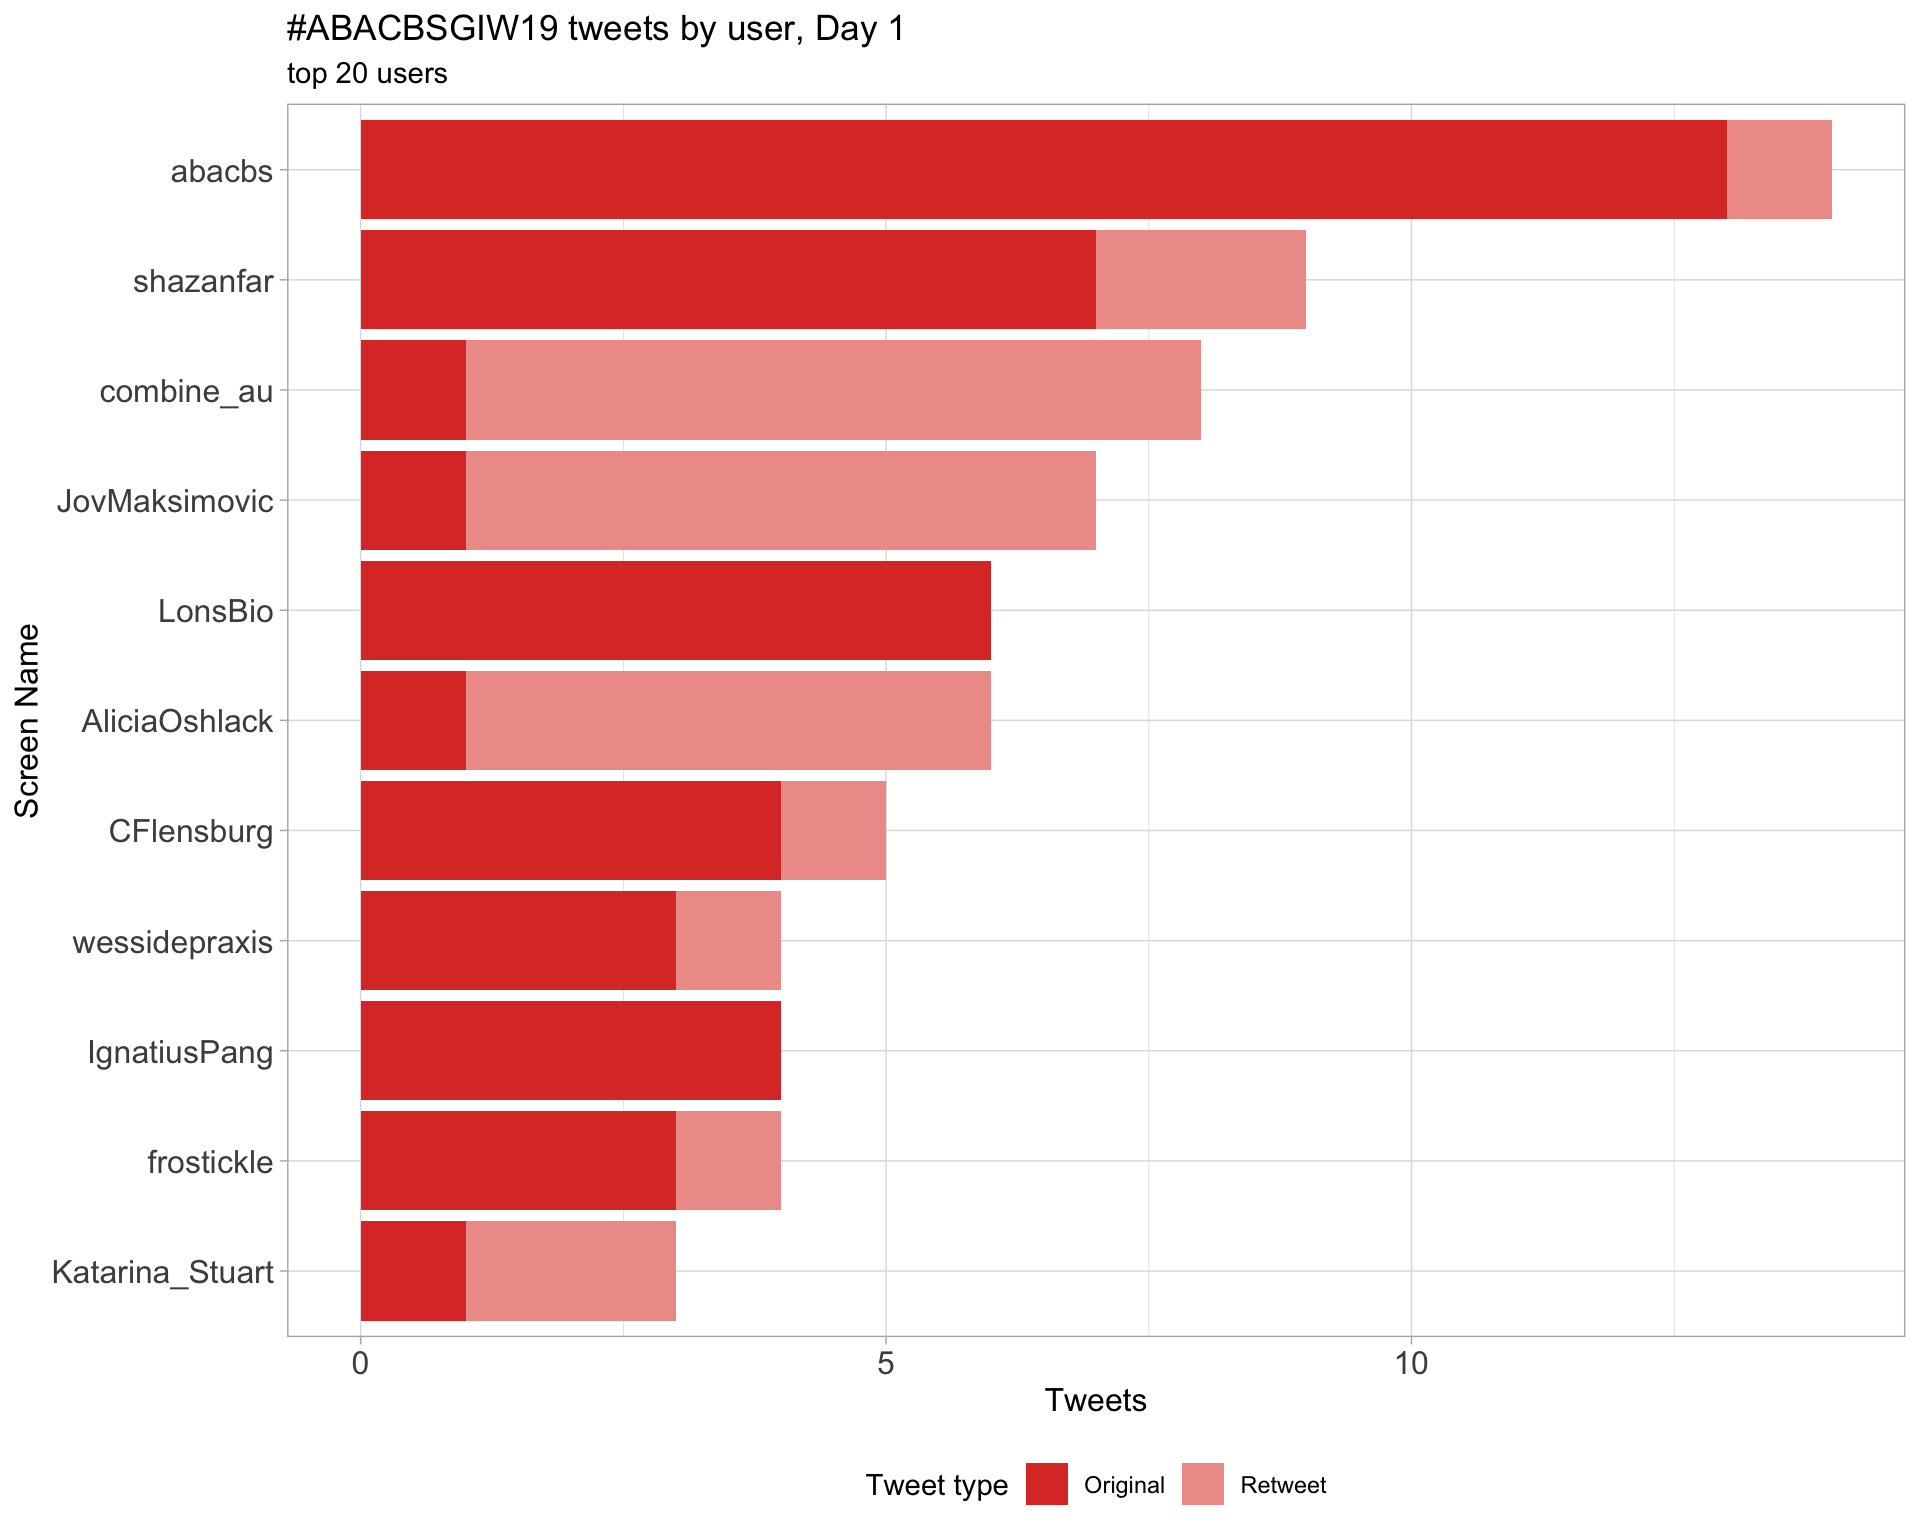 #ABACBSGIW19 tweets by user, Day 1
top 20 users
Screen Name
abacbs
shazanfar
combine_au
JovMaksimovic
LonsBio
AliciaOshlack
CFlensburg
wessidepraxis
IgnatiusPang
frostickle
Katarina_Stuart
0 5 10
Tweets
Tweet type Original Retweet